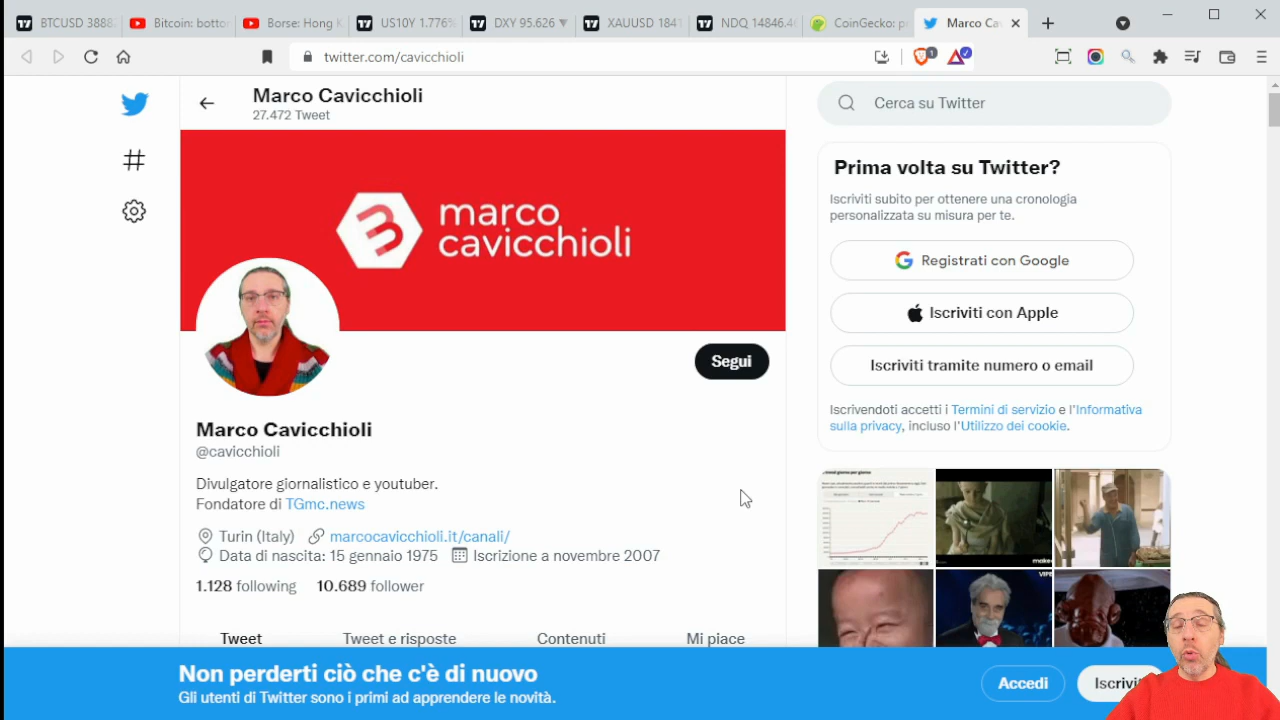 BTCUSD 3888
Bitcoin: botto
Borse: Hong K
US10Y 1.776%
DXY 95.626 ▼
XAUUSD 1841
NDQ 14846.4
CoinGecko: p
Marco Ca
twitter.com/cavicchioli
1
Marco Cavicchioli
27.472 Tweet
Cerca su Twitter
marco
cavicchioli
Prima volta su Twitter?
Iscriviti subito per ottenere una cronologia
personalizzata su misura per te.
Registrati con Google
Iscriviti con Apple
Iscriviti tramite numero o email
Iscrivendoti accetti i Termini di servizio e l'Informativa
sulla privacy, incluso l'Utilizzo dei cookie.
Segui
Marco Cavicchioli
@cavicchioli
Divulgatore giornalistico e youtuber.
Fondatore di TGmc.news
Turin (Italy) marcocavicchioli.it/canali/
Data di nascita: 15 gennaio 1975 Iscrizione a novembre 2007
1.128 following 10.689 follower
Tweet Tweet e risposte Contenuti Mi piace
make
VIPE
Non perderti ciò che c'è di nuovo
Gli utenti di Twitter sono i primi ad apprendere le novità.
Accedi
Iscriviti